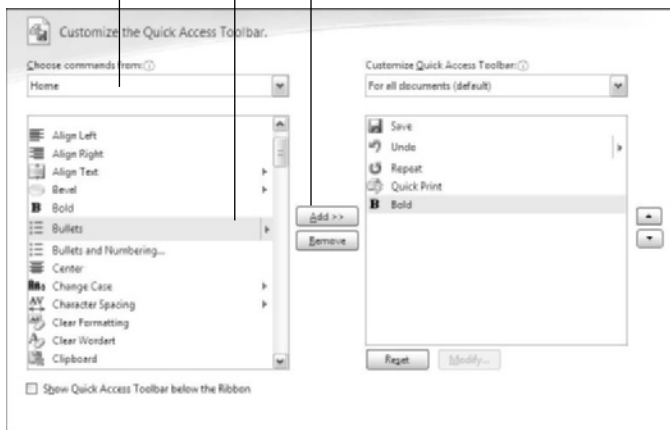 Customize the Quick Access Toolbar.
Choose commands from:
Customize Quick Access Toolbar:
Home
For all documents (default)
Align Left
Align Right
Align Text
Bevel
B Bold
Bullets
Bullets and Numbering...
Center
Change Case
Character Spacing
Clear Formatting
Clear Wordart
Clipboard
Add >>
Remove
Save
Undo
Repeat
Quick Print
B Bold
Reset
Modify...
Show Quick Access Toolbar below the Ribbon